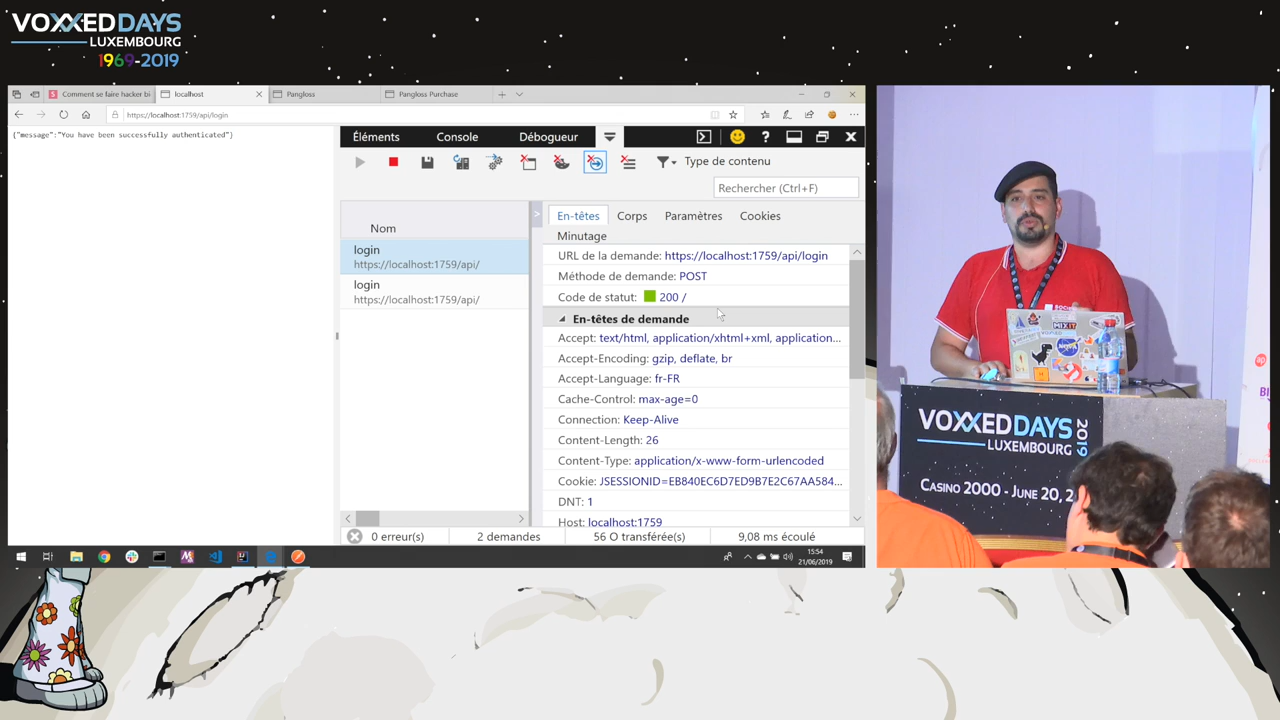 VOXXED DAYS
LUXEMBOURG
1969-2019
Comment se faire hacker bi
localhost
Pangloss
Pangloss Purchase
https://localhost:1759/api/login
{"message":"You have been successfully authenticated"}
Éléments
Console
Débogueur
Type de contenu
Rechercher (Ctrl+F)
Nom
login
https://localhost:1759/api/
login
https://localhost:1759/api/
En-têtes
Corps
Paramètres
Cookies
Minutage
URL de la demande: https://localhost:1759/api/login
Méthode de demande: POST
Code de statut: 200 /
En-têtes de demande
Accept: text/html, application/xhtml+xml, application...
Accept-Encoding: gzip, deflate, br
Accept-Language: fr-FR
Cache-Control: max-age=0
Connection: Keep-Alive
Content-Length: 26
Content-Type: application/x-www-form-urlencoded
Cookie: JSESSIONID=EB840EC6D7ED9B7E2C67AA584...
DNT: 1
Host: localhost:1759
0 erreur(s)
2 demandes
56 O transférée(s)
9,08 ms écoulé
15:54
21/06/2019
MIX IT
NASA
VOXXED DAYS
LUXEMBOURG
2019
CASINO 2000 - JUNE 20, 2